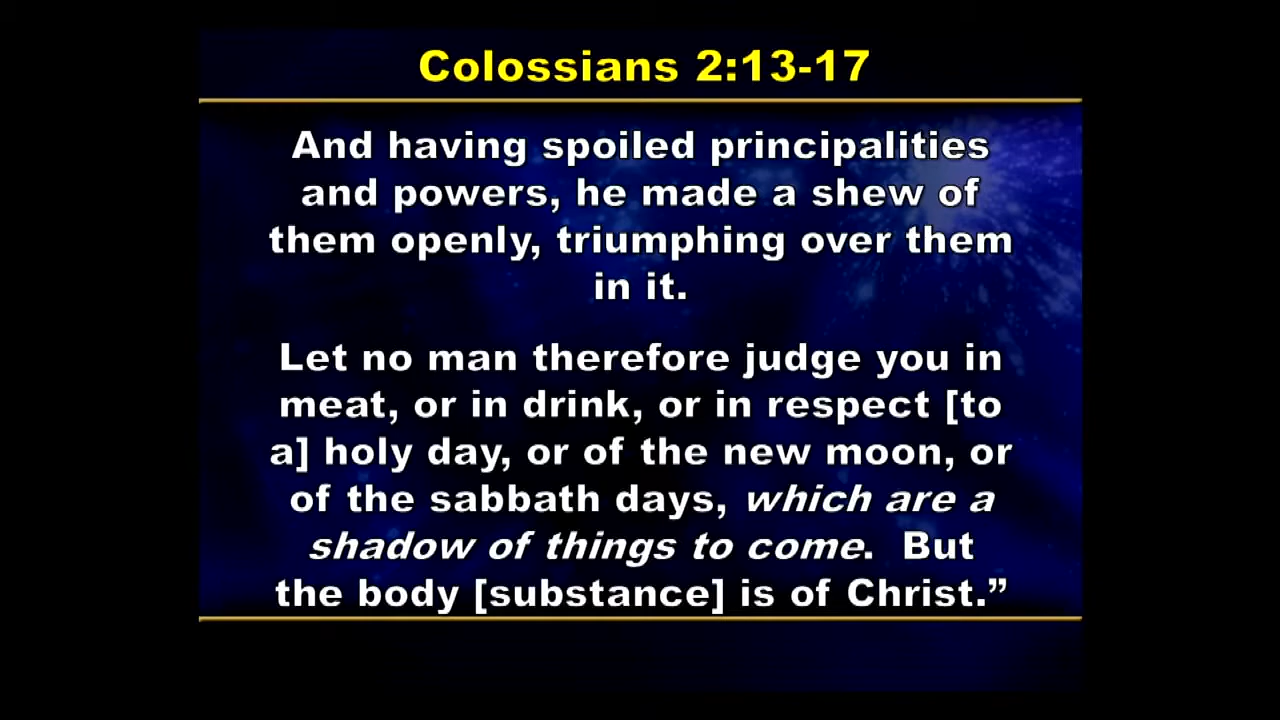 Colossians 2:13-17
And having spoiled principalities
and powers, he made a shew of
them openly, triumphing over them
in it.
Let no man therefore judge you in
meat, or in drink, or in respect [to
a] holy day, or of the new moon, or
of the sabbath days, which are a
shadow of things to come.  But
the body [substance] is of Christ.”